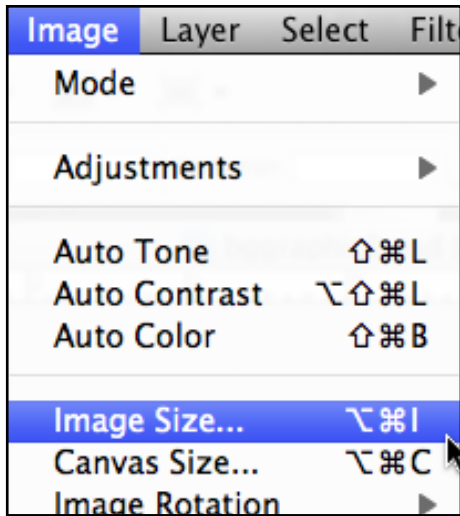 Image Layer Select Filt
Mode ▶
Adjustments ▶
Auto Tone ⇧⌘L
Auto Contrast ⌥⇧⌘L
Auto Color ⇧⌘B
Image Size... ⌥⌘I
Canvas Size... ⌥⌘C
Image Rotation ▶